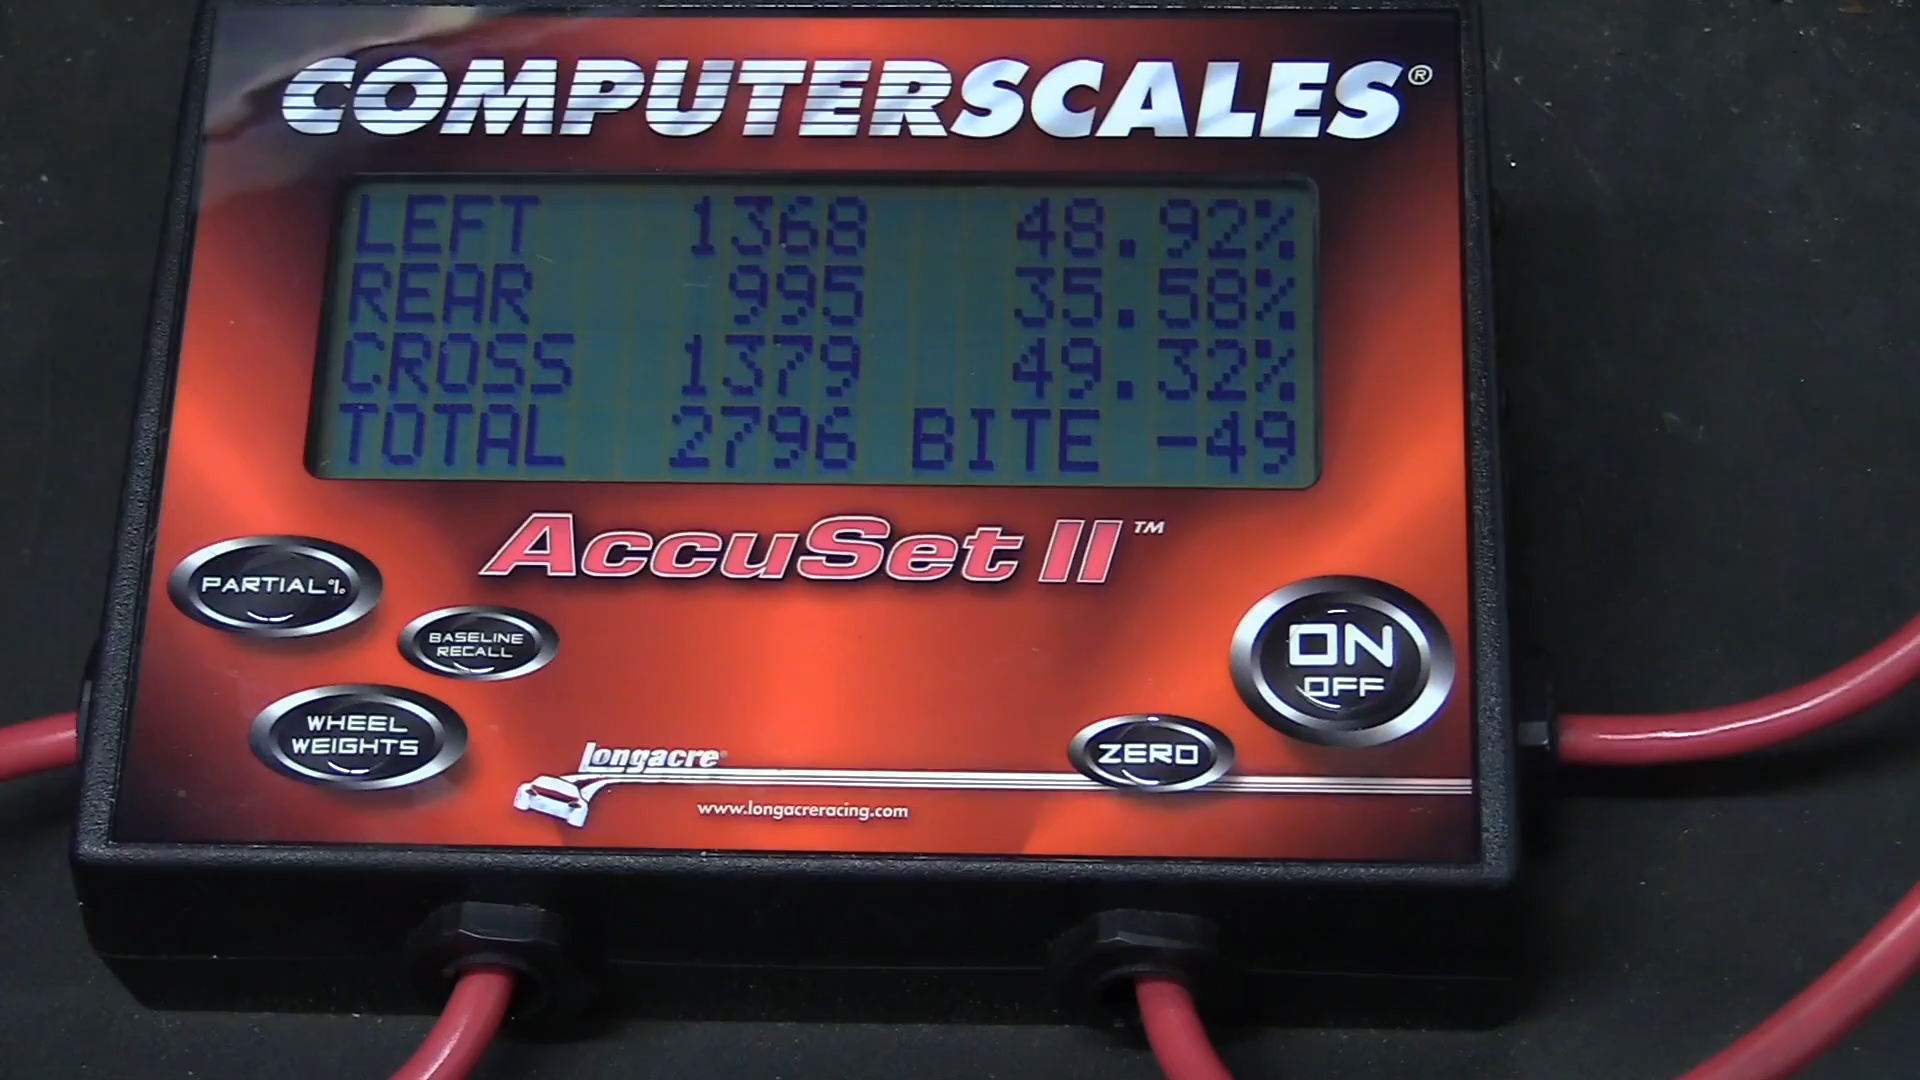 COMPUTERSCALES®
LEFT 1368 48.92%
REAR 995 35.58%
CROSS 1379 49.32%
TOTAL 2796 BITE -49
AccuSet II™
PARTIAL%
BASELINE
RECALL
WHEEL
WEIGHTS
ON
OFF
ZERO
Longacre®
www.longacreracing.com